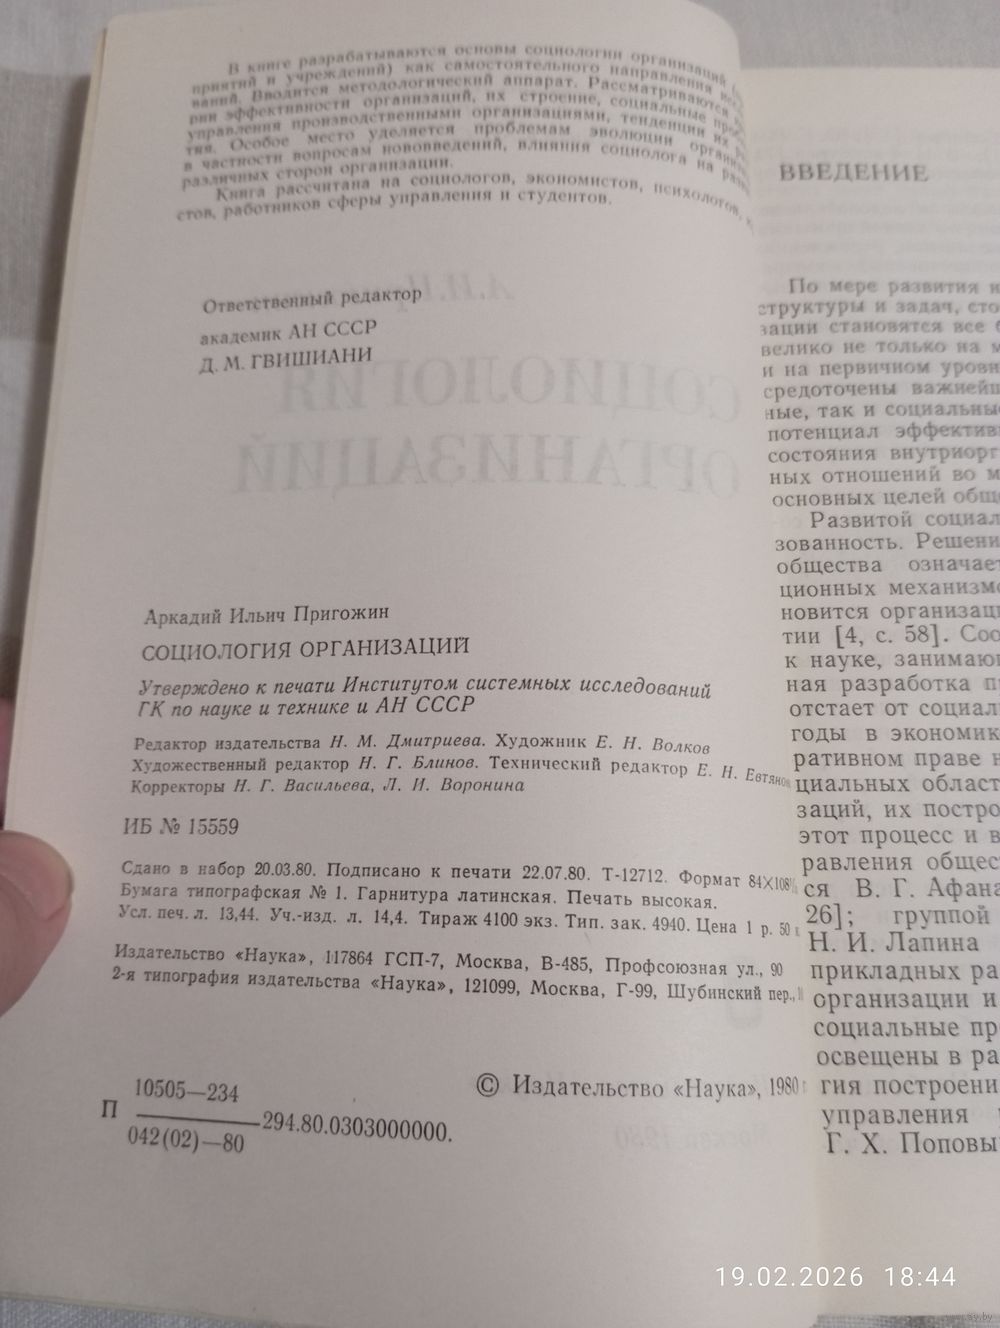 В книге разрабатываются основы социологии организаций
приятий и учреждений) как самостоятельного направления
ваний. Вводится методологический аппарат. Рассматриваются
рии эффективности организаций, их строение, социальные
управления производственными организациями, тенденции их
тия. Особое место уделяется проблемам эволюции
в частности вопросам нововведений, влияния социолога на
различных сторон организации.
Книга рассчитана на социологов, экономистов, психологов,
стов, работников сферы управления и студентов.
Ответственный редактор
академик АН СССР
Д. М. ГВИШИАНИ
Аркадий Ильич Пригожин
СОЦИОЛОГИЯ ОРГАНИЗАЦИЙ
Утверждено к печати Институтом системных исследований
ГК по науке и технике и АН СССР
Редактор издательства Н. М. Дмитриева. Художник Е. Н. Волков
Художественный редактор Н. Г. Блинов. Технический редактор Е. Н. Евтянов
Корректоры Н. Г. Васильева, Л. И. Воронина
ИБ № 15559
Сдано в набор 20.03.80. Подписано к печати 22.07.80. Т-12712. Формат 84×108
Бумага типографская № 1. Гарнитура латинская. Печать высокая.
Усл. печ. л. 13,44. Уч.-изд. л. 14,4. Тираж 4100 экз. Тип. зак. 4940. Цена 1 р. 50
Издательство «Наука», 117864 ГСП-7, Москва, В-485, Профсоюзная ул., 90
2-я типография издательства «Наука», 121099, Москва, Г-99, Шубинский пер.,
© Издательство «Наука», 1980
10505—234
П 294.80.0303000000.
042(02)—80
ВВЕДЕНИЕ
По мере развития
структуры и задач, сто
зации становятся все
велико не только на
и на первичном уровн
средоточены важнейш
ные, так и социальны
потенциал эффектив
состояния внутриорг
ных отношений во м
основных целей общ
Развитой социал
зованность. Решени
общества означает
ционных механизмо
новится организац
тии [4, с. 58]. Соо
к науке, занимаю
ная разработка п
отстает от социал
годы в экономик
ративном праве н
циальных област
заций, их постро
этот процесс и в
равления общес
ся В. Г. Афана
26]; группой
Н. И. Лапина
прикладных ра
организации и
социальные пр
освещены в ра
гия построени
управления
Г. Х. Поповы
19.02.2026 18:44